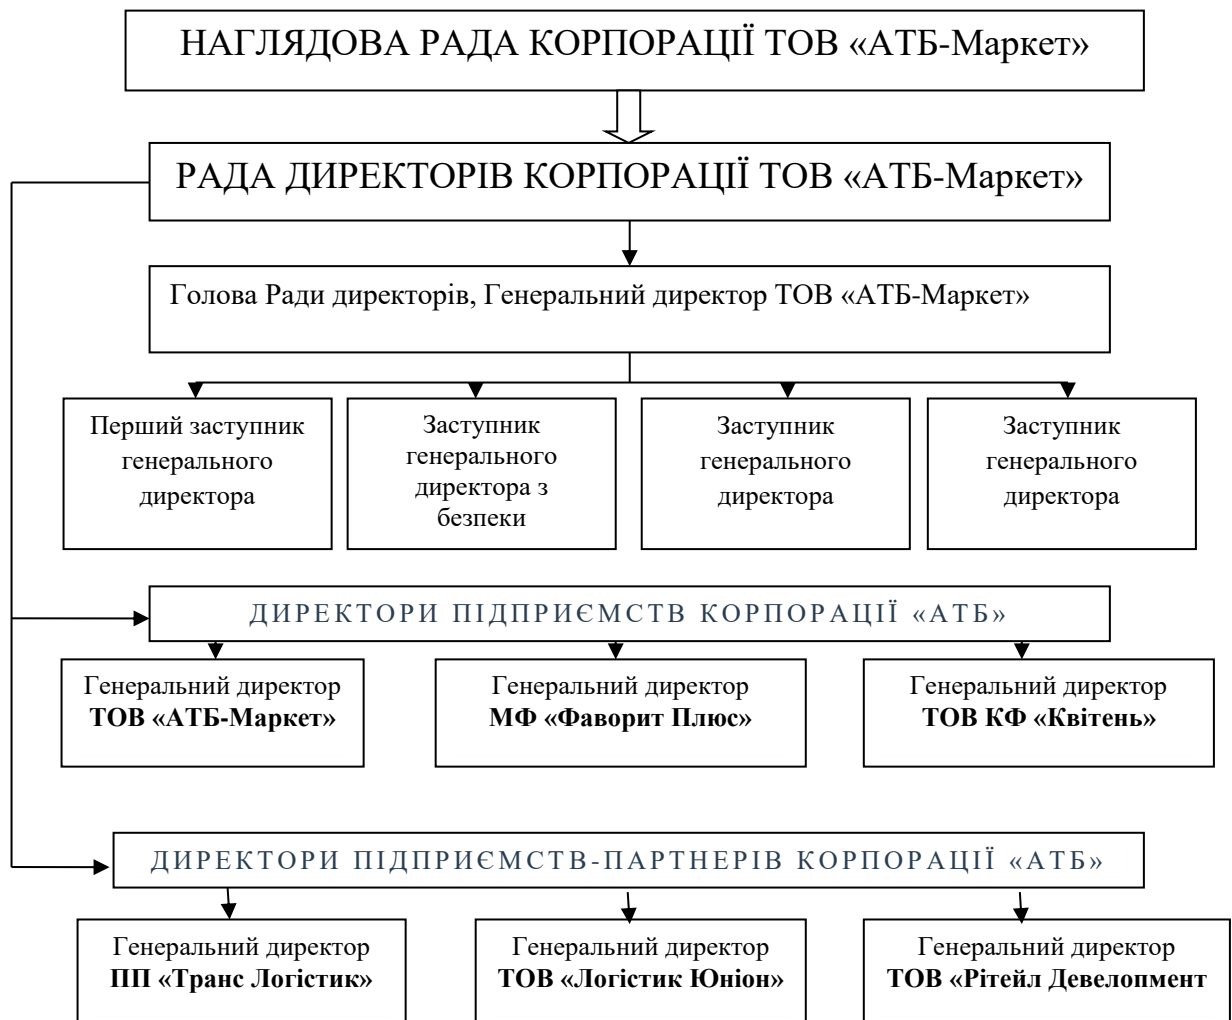 НАГЛЯДОВА РАДА КОРПОРАЦІЇ ТОВ «АТБ-Маркет»
РАДА ДИРЕКТОРІВ КОРПОРАЦІЇ ТОВ «АТБ-Маркет»
Голова Ради директорів, Генеральний директор ТОВ «АТБ-Маркет»
Перший заступник
генерального
директора
Заступник
генерального
директора з
безпеки
Заступник
генерального
директора
Заступник
генерального
директора
ДИРЕКТОРИ ПІДПРИЄМСТВ КОРПОРАЦІЇ «АТБ»
Генеральний директор
ТОВ «АТБ-Маркет»
Генеральний директор
МФ «Фаворит Плюс»
Генеральний директор
ТОВ КФ «Квітень»
ДИРЕКТОРИ ПІДПРИЄМСТВ-ПАРТНЕРІВ КОРПОРАЦІЇ «АТБ»
Генеральний директор
ПП «Транс Логістик»
Генеральний директор
ТОВ «Логістик Юніон»
Генеральний директор
ТОВ «Рітейл Девелопмент